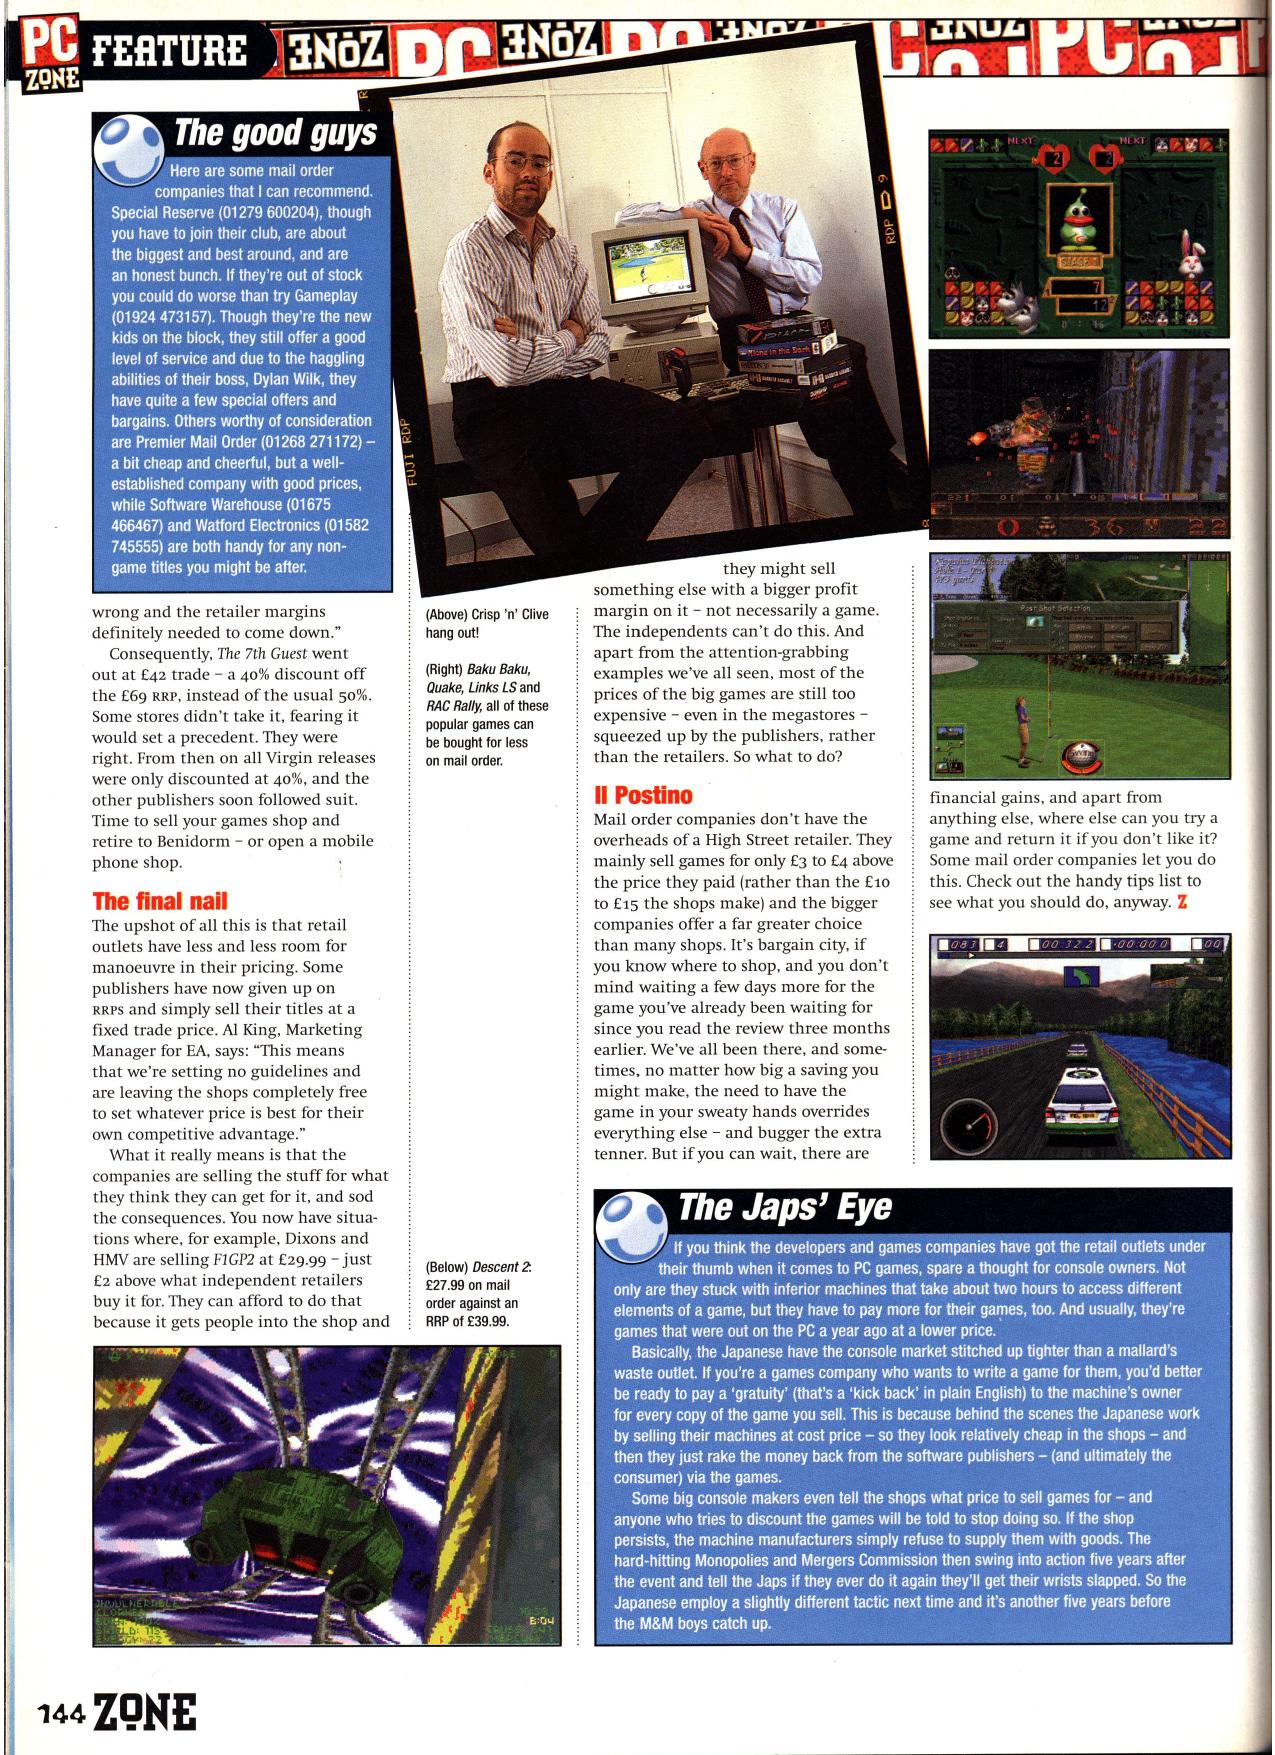 PC
ZONE
FEATURE
The good guys
Here are some mail order
companies that I can recommend.
Special Reserve (01279 600204), though
you have to join their club, are about
the biggest and best around, and are
an honest bunch. If they're out of stock
you could do worse than try Gameplay
(01924 473157). Though they're the new
kids on the block, they still offer a good
level of service and due to the haggling
abilities of their boss, Dylan Wilk, they
have quite a few special offers and
bargains. Others worthy of consideration
are Premier Mail Order (01268 271172) –
a bit cheap and cheerful, but a well-
established company with good prices,
while Software Warehouse (01675
466467) and Watford Electronics (01582
745555) are both handy for any non-
game titles you might be after.
wrong and the retailer margins
definitely needed to come down.”
Consequently, The 7th Guest went
out at £42 trade – a 40% discount off
the £69 RRP, instead of the usual 50%.
Some stores didn’t take it, fearing it
would set a precedent. They were
right. From then on all Virgin releases
were only discounted at 40%, and the
other publishers soon followed suit.
Time to sell your games shop and
retire to Benidorm – or open a mobile
phone shop.
The final nail
The upshot of all this is that retail
outlets have less and less room for
manoeuvre in their pricing. Some
publishers have now given up on
RRPs and simply sell their titles at a
fixed trade price. Al King, Marketing
Manager for EA, says: “This means
that we’re setting no guidelines and
are leaving the shops completely free
to set whatever price is best for their
own competitive advantage.”
What it really means is that the
companies are selling the stuff for what
they think they can get for it, and sod
the consequences. You now have situa-
tions where, for example, Dixons and
HMV are selling F1GP2 at £29.99 – just
£2 above what independent retailers
buy it for. They can afford to do that
because it gets people into the shop and
FUJI RDP
RDP
9
Alone in the Dark
(Above) Crisp ’n’ Clive
hang out!
(Right) Baku Baku,
Quake, Links LS and
RAC Rally, all of these
popular games can
be bought for less
on mail order.
(Below) Descent 2:
£27.99 on mail
order against an
RRP of £39.99.
they might sell
something else with a bigger profit
margin on it – not necessarily a game.
The independents can’t do this. And
apart from the attention-grabbing
examples we’ve all seen, most of the
prices of the big games are still too
expensive – even in the megastores –
squeezed up by the publishers, rather
than the retailers. So what to do?
Il Postino
Mail order companies don’t have the
overheads of a High Street retailer. They
mainly sell games for only £3 to £4 above
the price they paid (rather than the £10
to £15 the shops make) and the bigger
companies offer a far greater choice
than many shops. It’s bargain city, if
you know where to shop, and you don’t
mind waiting a few days more for the
game you’ve already been waiting for
since you read the review three months
earlier. We’ve all been there, and some-
times, no matter how big a saving you
might make, the need to have the
game in your sweaty hands overrides
everything else – and bugger the extra
tenner. But if you can wait, there are
NEXT
2
2
NEXT
STAGE 1
7
12
36
22
Post Shot Selection
financial gains, and apart from
anything else, where else can you try a
game and return it if you don’t like it?
Some mail order companies let you do
this. Check out the handy tips list to
see what you should do, anyway. Z
083
4
00:32.2
00:00.0
00
The Japs’ Eye
If you think the developers and games companies have got the retail outlets under
their thumb when it comes to PC games, spare a thought for console owners. Not
only are they stuck with inferior machines that take about two hours to access different
elements of a game, but they have to pay more for their games, too. And usually, they’re
games that were out on the PC a year ago at a lower price.
Basically, the Japanese have the console market stitched up tighter than a mallard’s
waste outlet. If you’re a games company who wants to write a game for them, you’d better
be ready to pay a ‘gratuity’ (that’s a ‘kick back’ in plain English) to the machine’s owner
for every copy of the game you sell. This is because behind the scenes the Japanese work
by selling their machines at cost price – so they look relatively cheap in the shops – and
then they just rake the money back from the software publishers – (and ultimately the
consumer) via the games.
Some big console makers even tell the shops what price to sell games for – and
anyone who tries to discount the games will be told to stop doing so. If the shop
persists, the machine manufacturers simply refuse to supply them with goods. The
hard-hitting Monopolies and Mergers Commission then swing into action five years after
the event and tell the Japs if they ever do it again they’ll get their wrists slapped. So the
Japanese employ a slightly different tactic next time and it’s another five years before
the M&M boys catch up.
144 ZONE